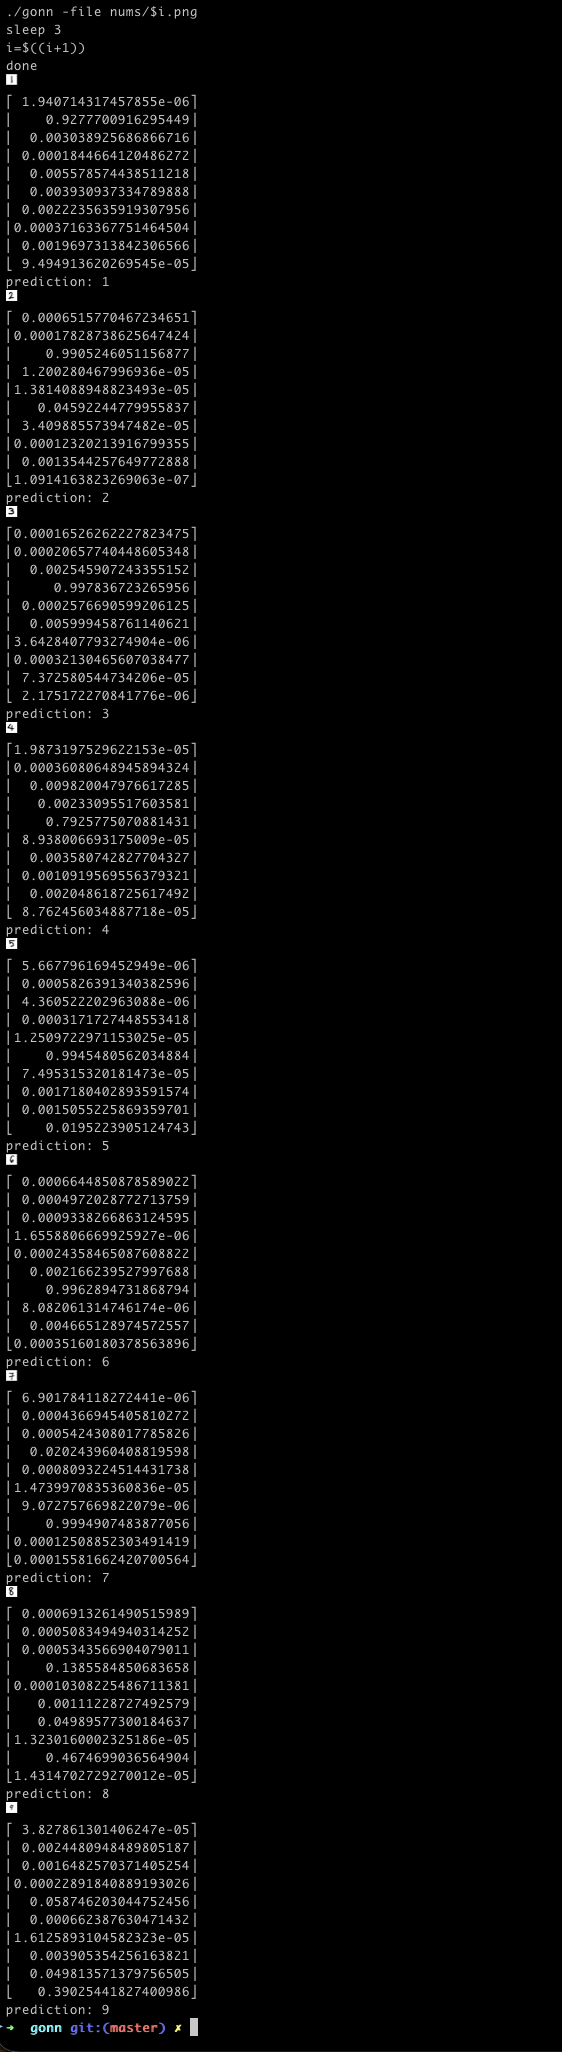 ./gonn -file nums/$i.png
sleep 3
i=$((i+1))
done
1
⎡ 1.940714317457855e-06⎤
⎢    0.9277700916295449⎥
⎢  0.003038925686866716⎥
⎢ 0.0001844664120486272⎥
⎢  0.005578574438511218⎥
⎢  0.003930937334789888⎥
⎢ 0.00222356359193079​56⎥
⎢0.00037163367751464504⎥
⎢ 0.0019697313842306566⎥
⎣ 9.494913620269545e-05⎦
prediction: 1
2
⎡ 0.0006515770467234651⎤
⎢0.00017828738625647424⎥
⎢    0.9905246051156877⎥
⎢ 1.200280467996936e-05⎥
⎢1.3814088948823493e-05⎥
⎢   0.04592244779955837⎥
⎢ 3.409885573947482e-05⎥
⎢0.00012320213916799355⎥
⎢ 0.0013544257649772888⎥
⎣1.0914163823269063e-07⎦
prediction: 2
3
⎡0.00016526262227823475⎤
⎢0.00020657740448605348⎥
⎢  0.002545907243355152⎥
⎢     0.997836723265956⎥
⎢ 0.0002576690599206125⎥
⎢  0.005999458761140621⎥
⎢3.6428407793274904e-06⎥
⎢0.00032130465607038477⎥
⎢ 7.372580544734206e-05⎥
⎣ 2.175172270841776e-06⎦
prediction: 3
4
⎡1.9873197529622153e-05⎤
⎢0.00036080648945894324⎥
⎢  0.009820047976617285⎥
⎢   0.00233095517603581⎥
⎢    0.7925775070881431⎥
⎢ 8.938006693175009e-05⎥
⎢  0.003580742827704327⎥
⎢ 0.0010919569556379321⎥
⎢  0.002048618725617492⎥
⎣ 8.762456034887718e-05⎦
prediction: 4
5
⎡ 5.667796169452949e-06⎤
⎢ 0.0005826391340382596⎥
⎢ 4.360522202963088e-06⎥
⎢ 0.0003171727448553418⎥
⎢1.2509722971153025e-05⎥
⎢    0.9945480562034884⎥
⎢ 7.495315320181473e-05⎥
⎢ 0.0017180402893591574⎥
⎢ 0.0015055225869359701⎥
⎣    0.0195223905124743⎦
prediction: 5
6
⎡ 0.0006644850878589022⎤
⎢ 0.0004972028772713759⎥
⎢ 0.0009338266863124595⎥
⎢1.6558806669925927e-06⎥
⎢0.00024358465087608822⎥
⎢  0.002166239527997688⎥
⎢    0.9962894731868794⎥
⎢ 8.082061314746174e-06⎥
⎢  0.004665128974572557⎥
⎣0.00035160180378563896⎦
prediction: 6
7
⎡ 6.901784118272441e-06⎤
⎢ 0.0004366945405810272⎥
⎢ 0.0005424308017785826⎥
⎢  0.020243960408819598⎥
⎢ 0.0008093224514431738⎥
⎢1.4739970835360836e-05⎥
⎢ 9.072757669822079e-06⎥
⎢    0.9994907483877056⎥
⎢0.00012508852303491419⎥
⎣0.00015581662420700564⎦
prediction: 7
8
⎡ 0.0006913261490515989⎤
⎢ 0.0005083494940314252⎥
⎢ 0.0005343566904079011⎥
⎢    0.1385584850683658⎥
⎢0.00010308225486711381⎥
⎢  0.00111228727492579⎥
⎢   0.04989577300184637⎥
⎢1.3230160002325186e-05⎥
⎢    0.4674699036564904⎥
⎣1.4314702729270012e-05⎦
prediction: 8
9
⎡ 3.827861301406247e-05⎤
⎢ 0.0024480948489805187⎥
⎢ 0.0016482570371405254⎥
⎢0.00022891840889193026⎥
⎢  0.058746203044752456⎥
⎢  0.000662387630471432⎥
⎢1.6125893104582323e-05⎥
⎢  0.003905354256163821⎥
⎢  0.049813571379756505⎥
⎣   0.39025441827400986⎦
prediction: 9
➜  gonn git:(master) ✗